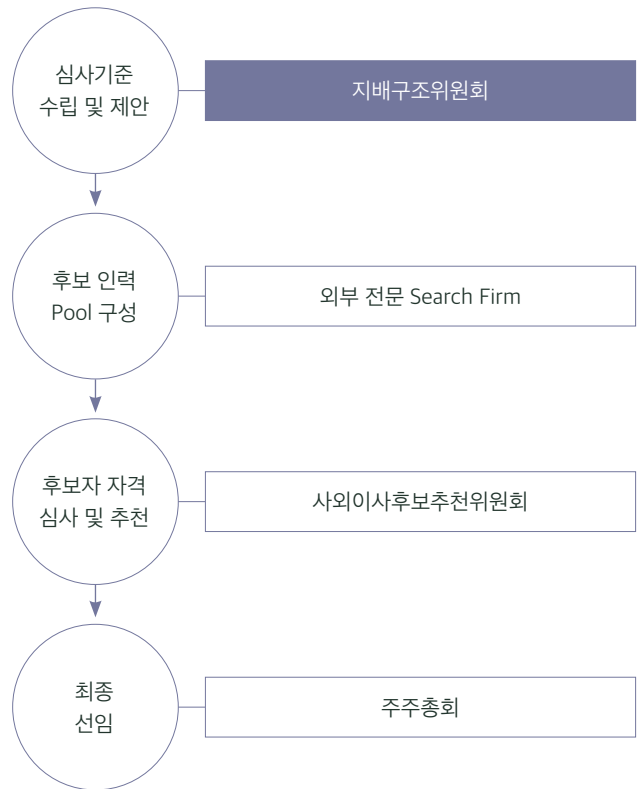 심사기준
수립 및 제안
지배구조위원회
후보 인력
Pool 구성
외부 전문 Search Firm
후보자 자격
심사 및 추천
사외이사후보추천위원회
최종
선임
주주총회